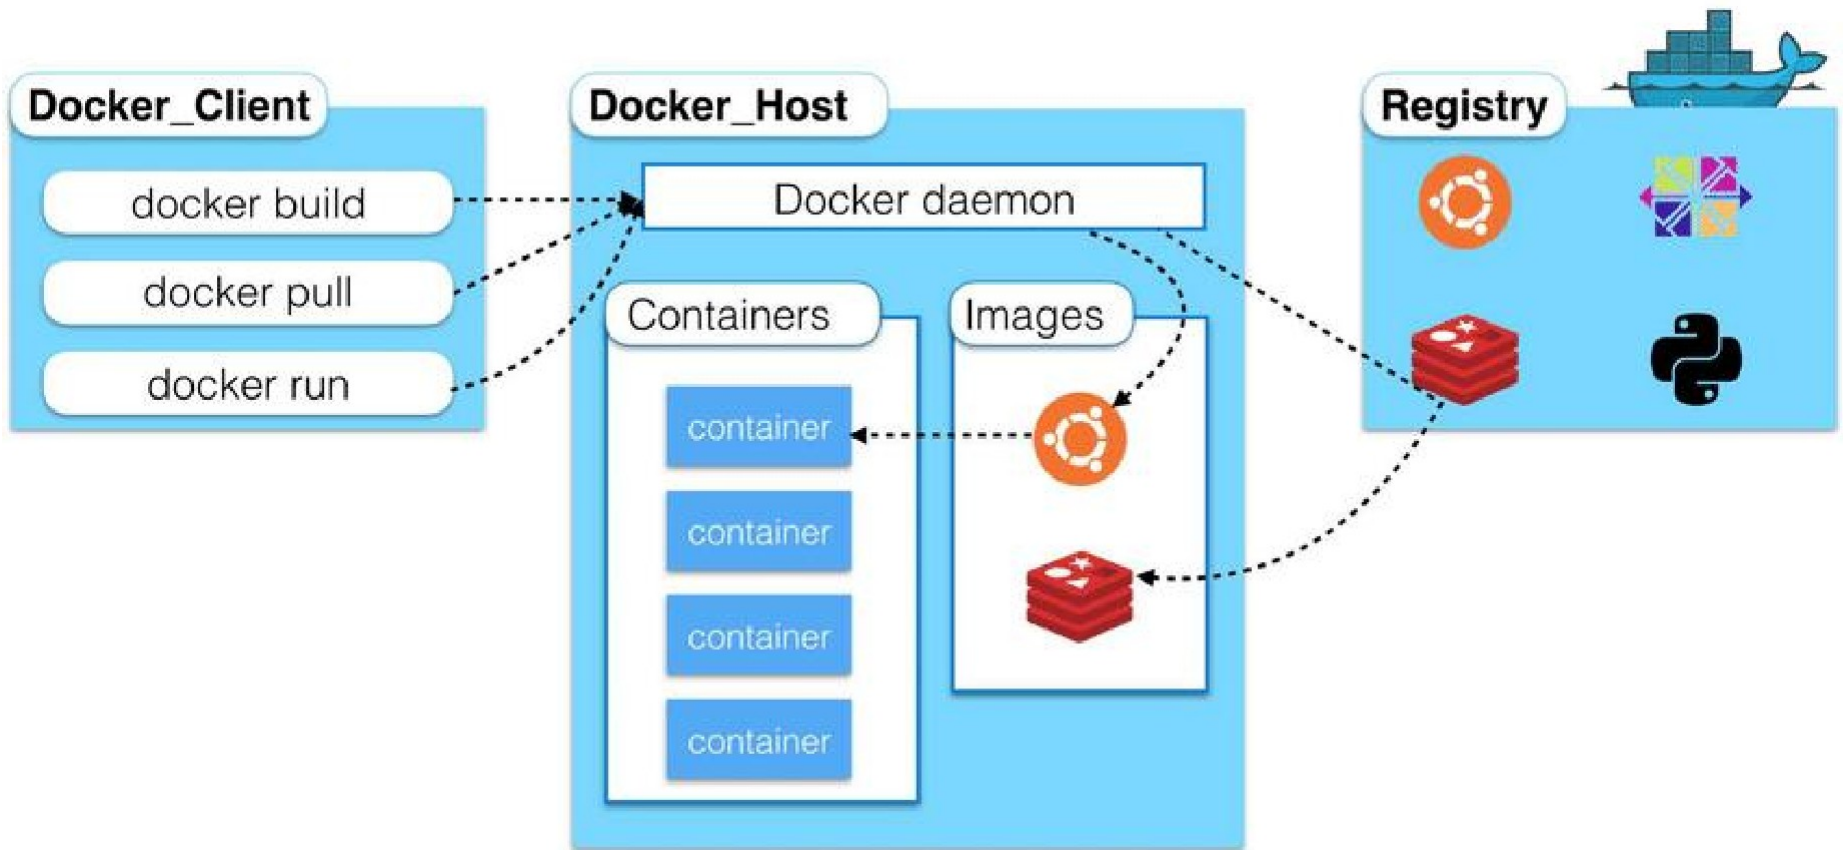 Docker_Client
docker build
docker pull
docker run
Docker_Host
Docker daemon
Containers
container
container
container
container
Images
Registry